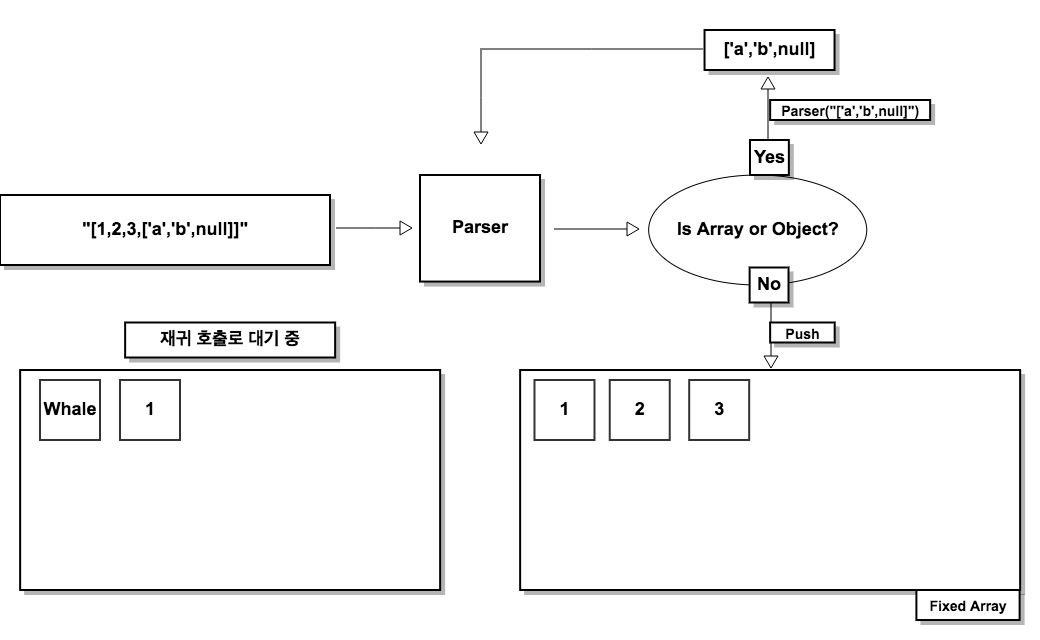 ['a','b',null]
Parser("['a','b',null]")
Yes
"[1,2,3,['a','b',null]]"
Parser
Is Array or Object?
No
Push
재귀 호출로 대기 중
Whale
1
1
2
3
Fixed Array